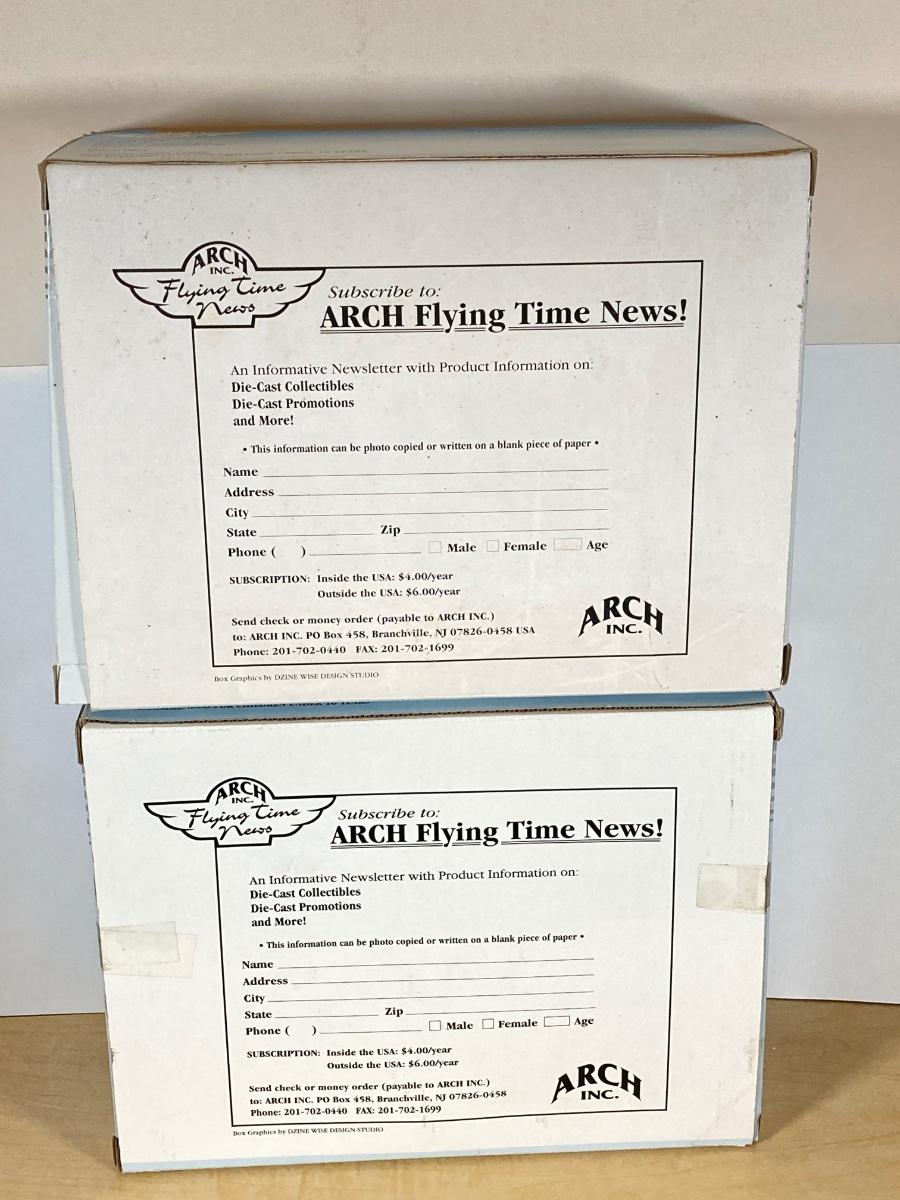 CHILDREN UNDER 10 YEARS
ARCH
INC.
Flying Time
News
Subscribe to:
ARCH Flying Time News!
An Informative Newsletter with Product Information on:
Die-Cast Collectibles
Die-Cast Promotions
and More!
• This information can be photo copied or written on a blank piece of paper •
Name
Address
City
State Zip
Phone ( ) Male Female Age
SUBSCRIPTION: Inside the USA: $4.00/year
Outside the USA: $6.00/year
Send check or money order (payable to ARCH INC.)
to: ARCH INC. PO Box 458, Branchville, NJ 07826-0458 USA
Phone: 201-702-0440 FAX: 201-702-1699
ARCH
INC.
Box Graphics by DZINE WISE DESIGN STUDIO
FOR CHILDREN UNDER 10 YEARS
ARCH
INC.
Flying Time
News
Subscribe to:
ARCH Flying Time News!
An Informative Newsletter with Product Information on:
Die-Cast Collectibles
Die-Cast Promotions
and More!
• This information can be photo copied or written on a blank piece of paper •
Name
Address
City
State Zip
Phone ( ) Male Female Age
SUBSCRIPTION: Inside the USA: $4.00/year
Outside the USA: $6.00/year
Send check or money order (payable to ARCH INC.)
to: ARCH INC. PO Box 458, Branchville, NJ 07826-0458
Phone: 201-702-0440 FAX: 201-702-1699
ARCH
INC.
Box Graphics by DZINE WISE DESIGN STUDIO